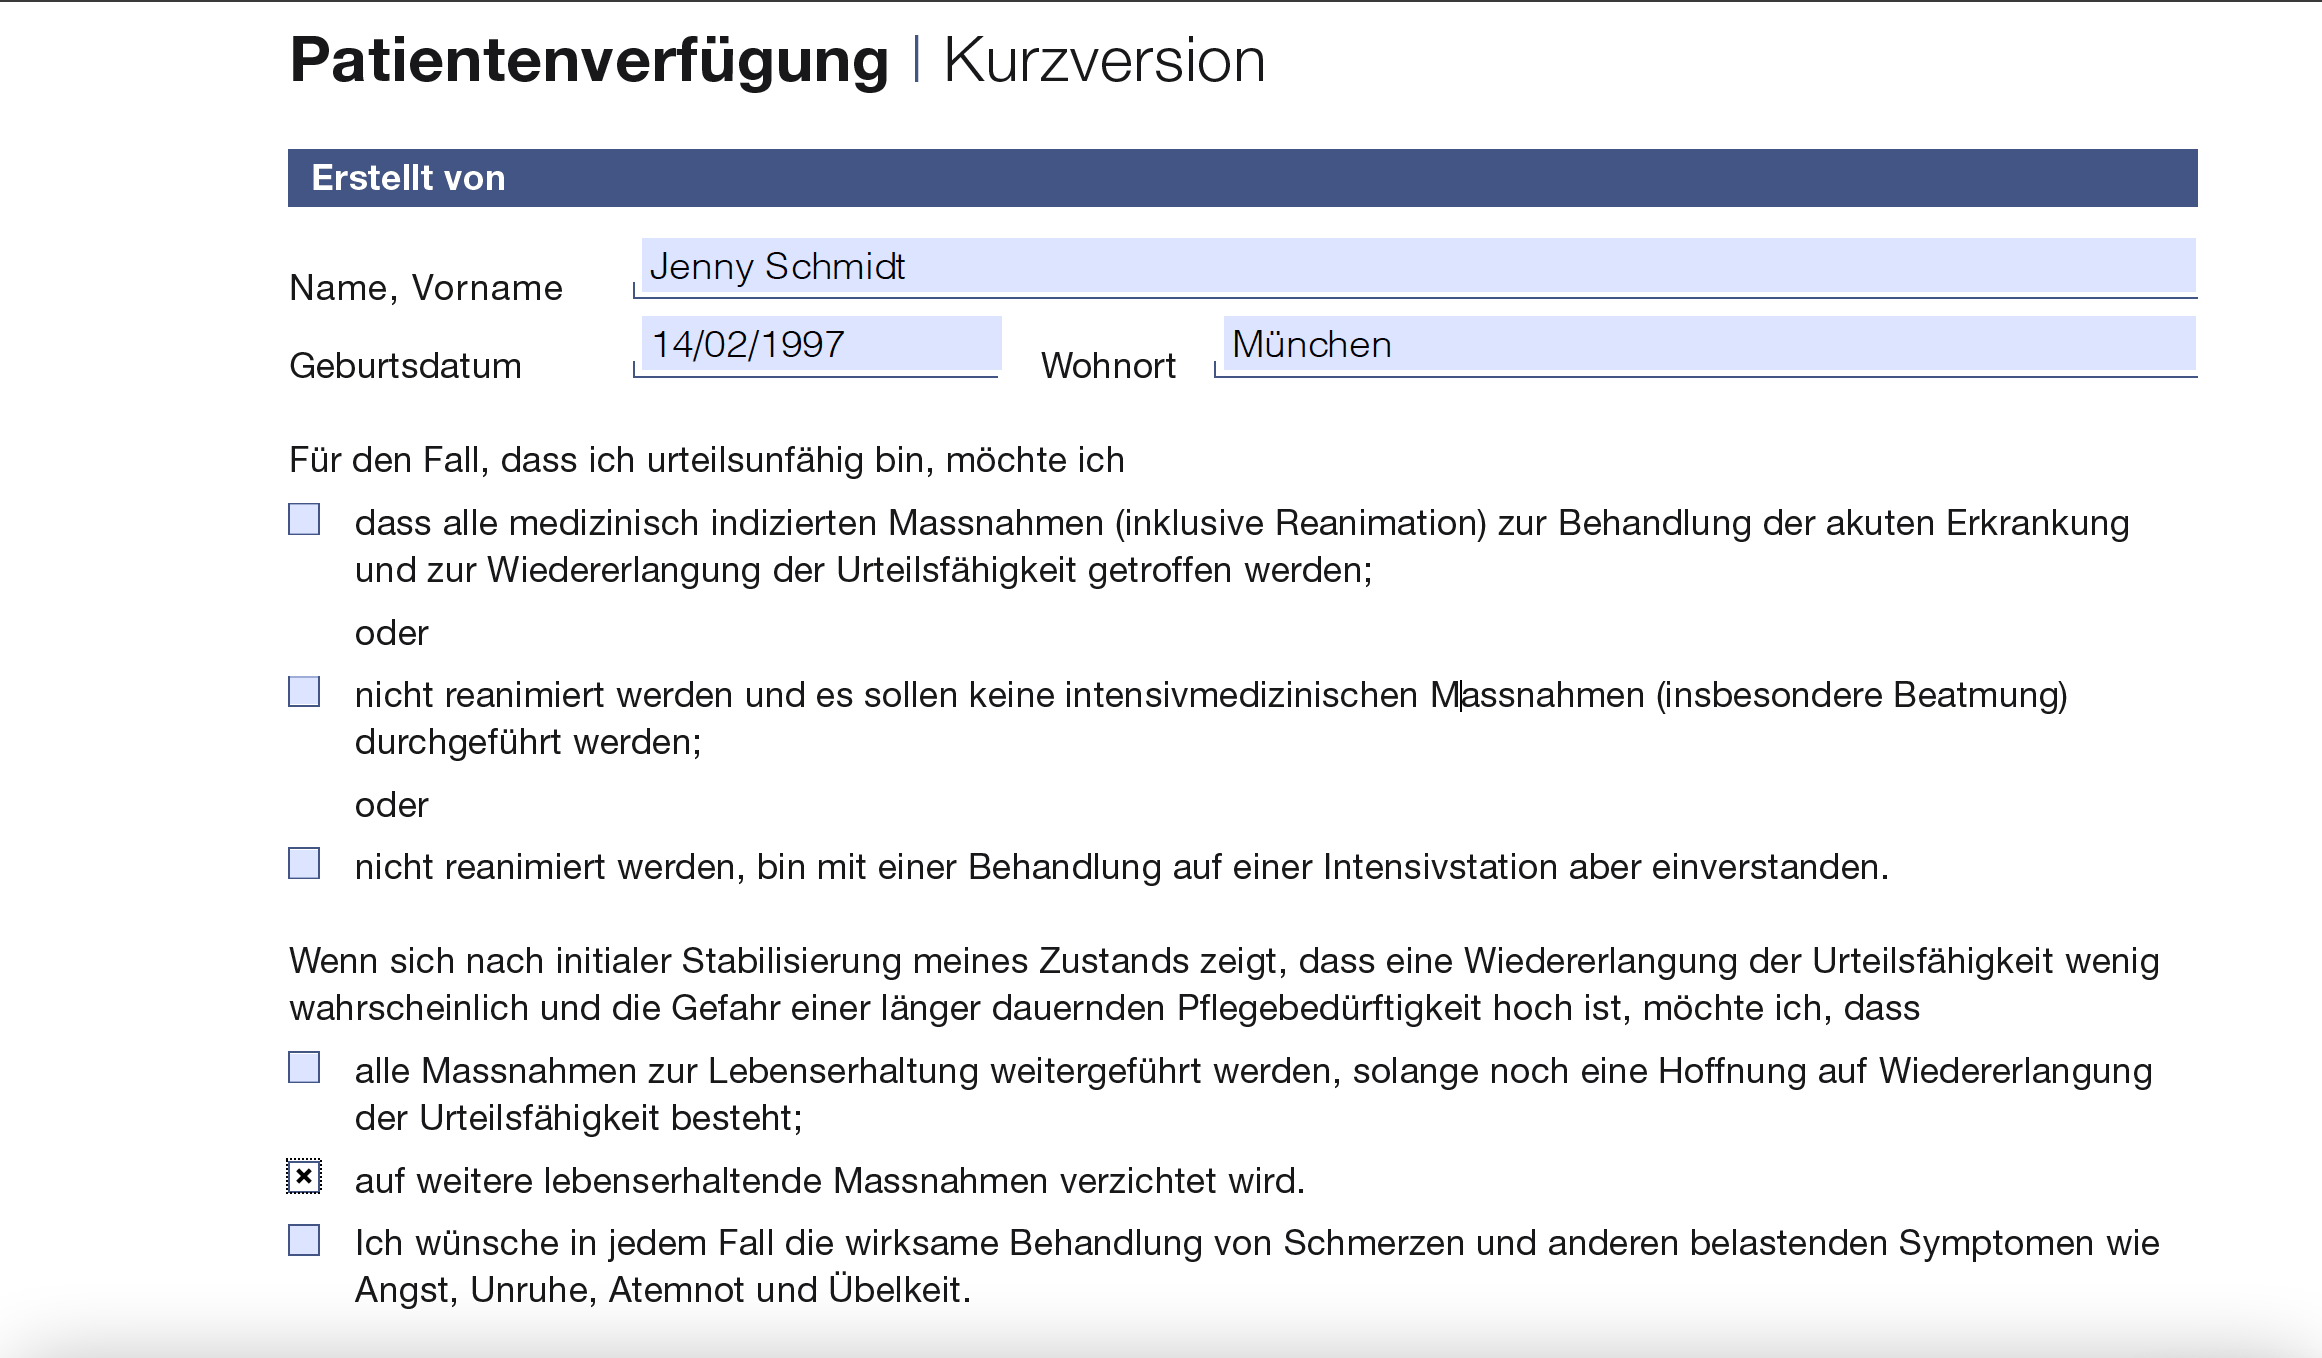 Patientenverfügung | Kurzversion
Erstellt von
Name, Vorname Jenny Schmidt
Geburtsdatum 14/02/1997 Wohnort München
Für den Fall, dass ich urteilsunfähig bin, möchte ich
dass alle medizinisch indizierten Massnahmen (inklusive Reanimation) zur Behandlung der akuten Erkrankung
und zur Wiedererlangung der Urteilsfähigkeit getroffen werden;
oder
nicht reanimiert werden und es sollen keine intensivmedizinischen Massnahmen (insbesondere Beatmung)
durchgeführt werden;
oder
nicht reanimiert werden, bin mit einer Behandlung auf einer Intensivstation aber einverstanden.
Wenn sich nach initialer Stabilisierung meines Zustands zeigt, dass eine Wiedererlangung der Urteilsfähigkeit wenig
wahrscheinlich und die Gefahr einer länger dauernden Pflegebedürftigkeit hoch ist, möchte ich, dass
alle Massnahmen zur Lebenserhaltung weitergeführt werden, solange noch eine Hoffnung auf Wiedererlangung
der Urteilsfähigkeit besteht;
auf weitere lebenserhaltende Massnahmen verzichtet wird.
Ich wünsche in jedem Fall die wirksame Behandlung von Schmerzen und anderen belastenden Symptomen wie
Angst, Unruhe, Atemnot und Übelkeit.